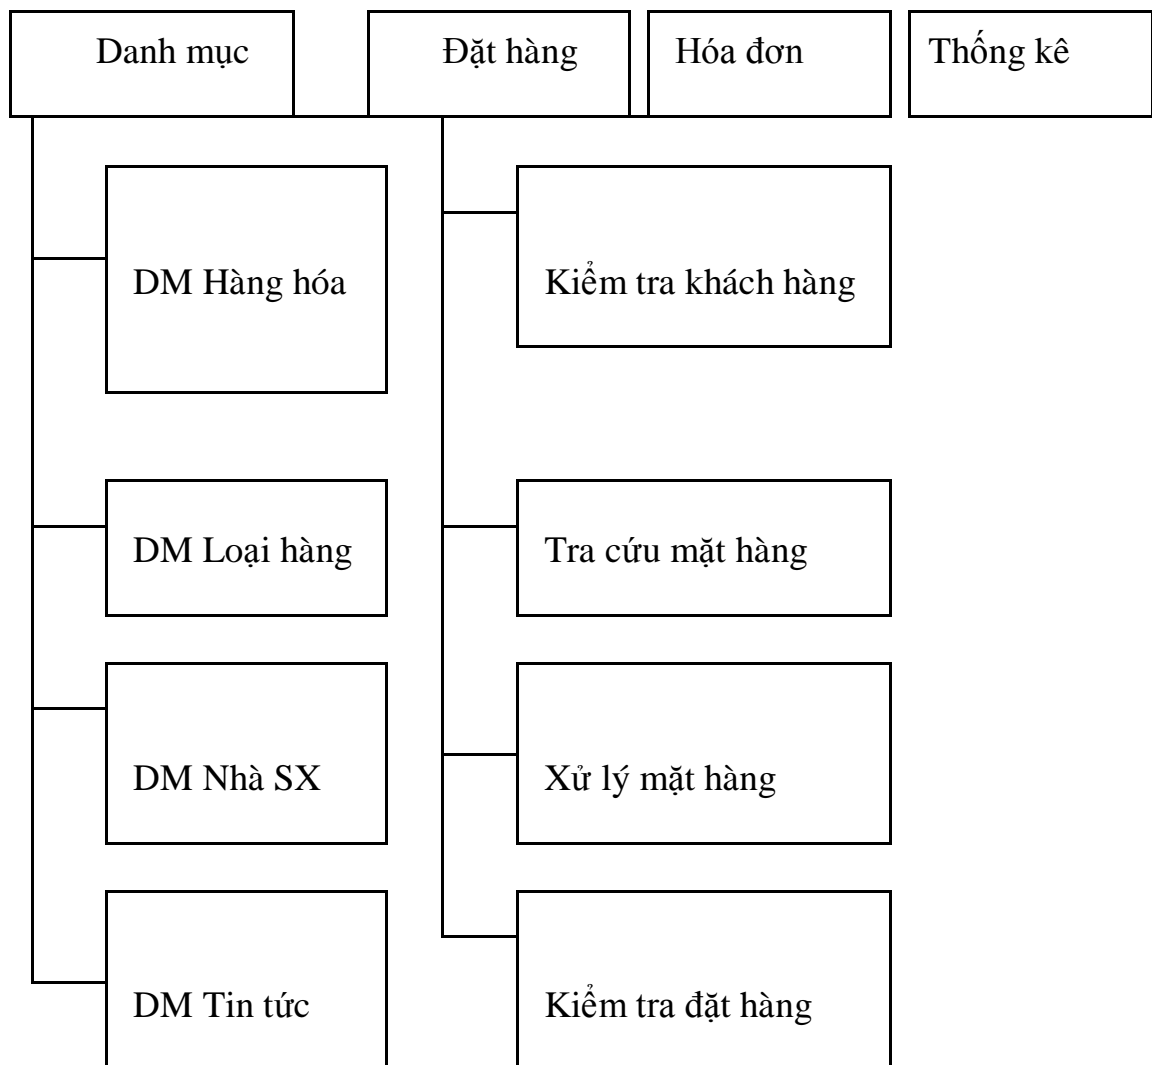 Danh mục
Đặt hàng
Hóa đơn
Thống kê
DM Hàng hóa
Kiểm tra khách hàng
DM Loại hàng
Tra cứu mặt hàng
DM Nhà SX
Xử lý mặt hàng
DM Tin tức
Kiểm tra đặt hàng